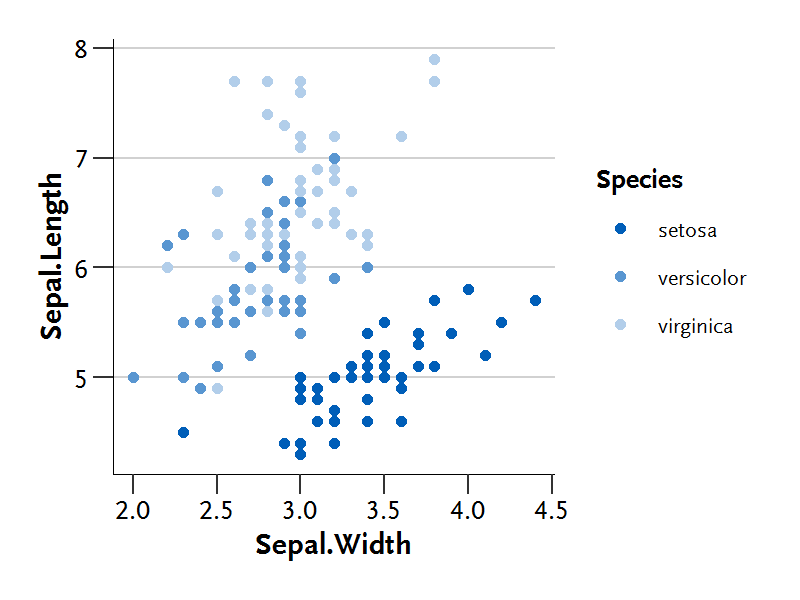 8
7
6
5
Sepal.Length
2.0 2.5 3.0 3.5 4.0 4.5
Sepal.Width
Species
setosa
versicolor
virginica